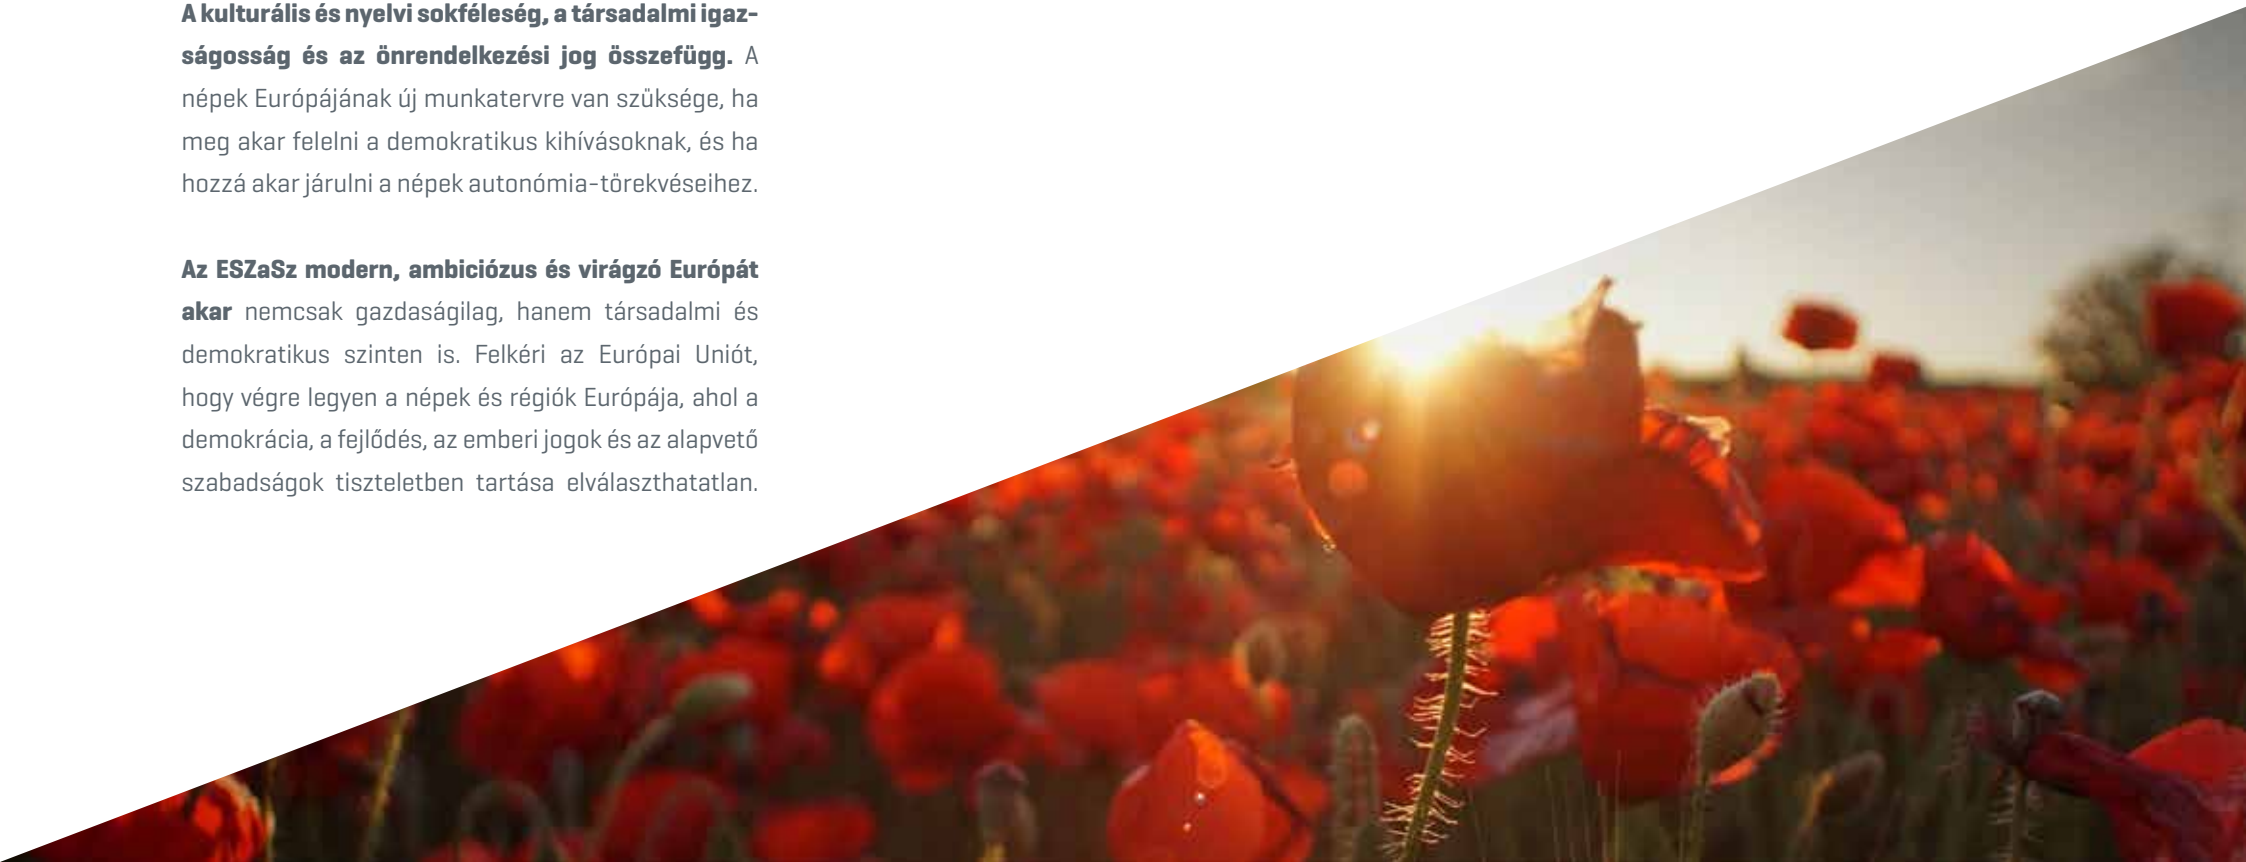 A kulturális és nyelvi sokféleség, a társadalmi igaz-
ságosság és az önrendelkezési jog összefügg. A
népek Európájának új munkatervre van szüksége, ha
meg akar felelni a demokratikus kihívásoknak, és ha
hozzá akar járulni a népek autonómia-törekvéseihez.
Az ESZaSz modern, ambiciózus és virágzó Európát
akar nemcsak gazdaságilag, hanem társadalmi és
demokratikus szinten is. Felkéri az Európai Uniót,
hogy végre legyen a népek és régiók Európája, ahol a
demokrácia, a fejlődés, az emberi jogok és az alapvető
szabadságok tiszteletben tartása elválaszthatatlan.